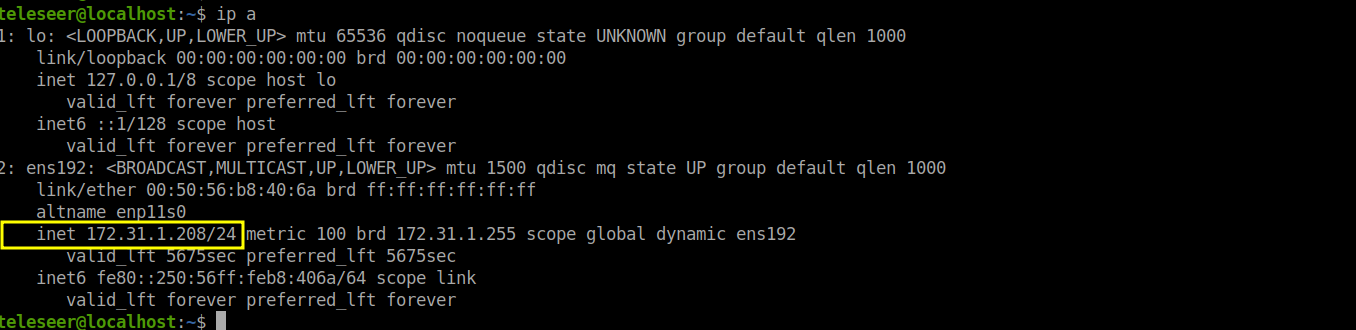 teleseer@localhost:~$ ip a
1: lo: <LOOPBACK,UP,LOWER_UP> mtu 65536 qdisc noqueue state UNKNOWN group default qlen 1000
link/loopback 00:00:00:00:00:00 brd 00:00:00:00:00:00
inet 127.0.0.1/8 scope host lo
valid_lft forever preferred_lft forever
inet6 ::1/128 scope host
valid_lft forever preferred_lft forever
2: ens192: <BROADCAST,MULTICAST,UP,LOWER_UP> mtu 1500 qdisc mq state UP group default qlen 1000
link/ether 00:50:56:b8:40:6a brd ff:ff:ff:ff:ff:ff
altname enp11s0
inet 172.31.1.208/24 metric 100 brd 172.31.1.255 scope global dynamic ens192
valid_lft 5675sec preferred_lft 5675sec
inet6 fe80::250:56ff:feb8:406a/64 scope link
valid_lft forever preferred_lft forever
teleseer@localhost:~$